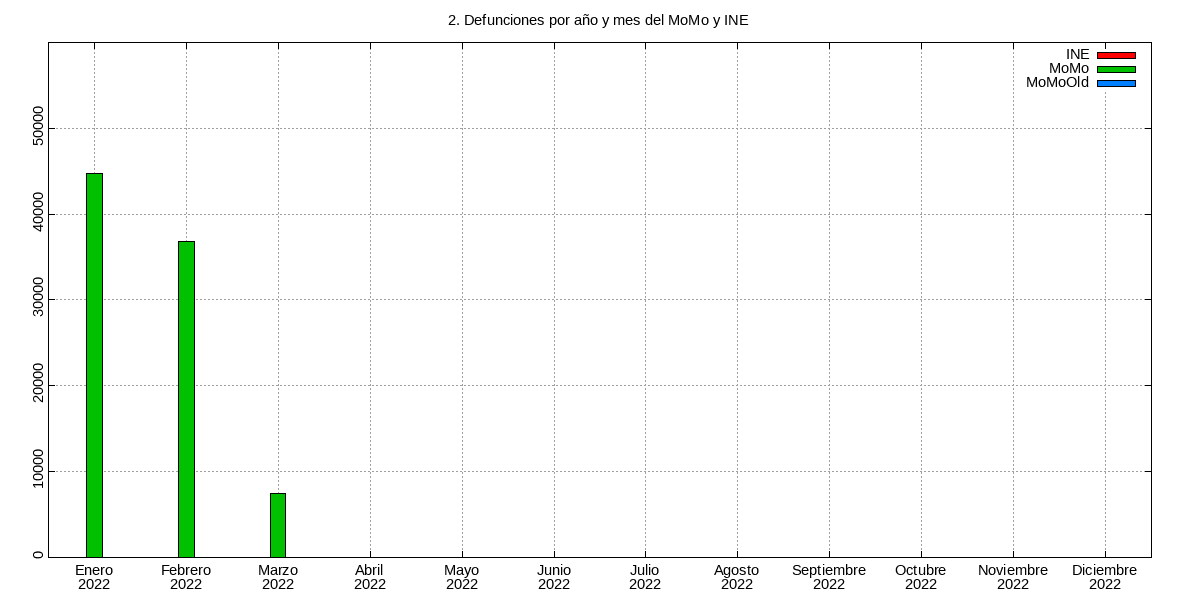 2. Defunciones por año y mes del MoMo y INE
INE
MoMo
MoMoOld
50000
40000
30000
20000
10000
0
Enero Febrero Marzo Abril Mayo Junio Julio Agosto Septiembre Octubre Noviembre Diciembre
2022 2022 2022 2022 2022 2022 2022 2022 2022 2022 2022 2022